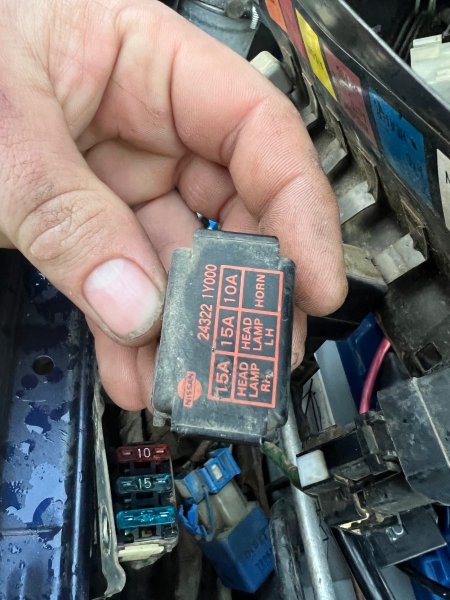 24322 1Y000
15A 15A 10A
HEAD LAMP RH
HEAD LAMP LH
HORN
NISSAN
10
15